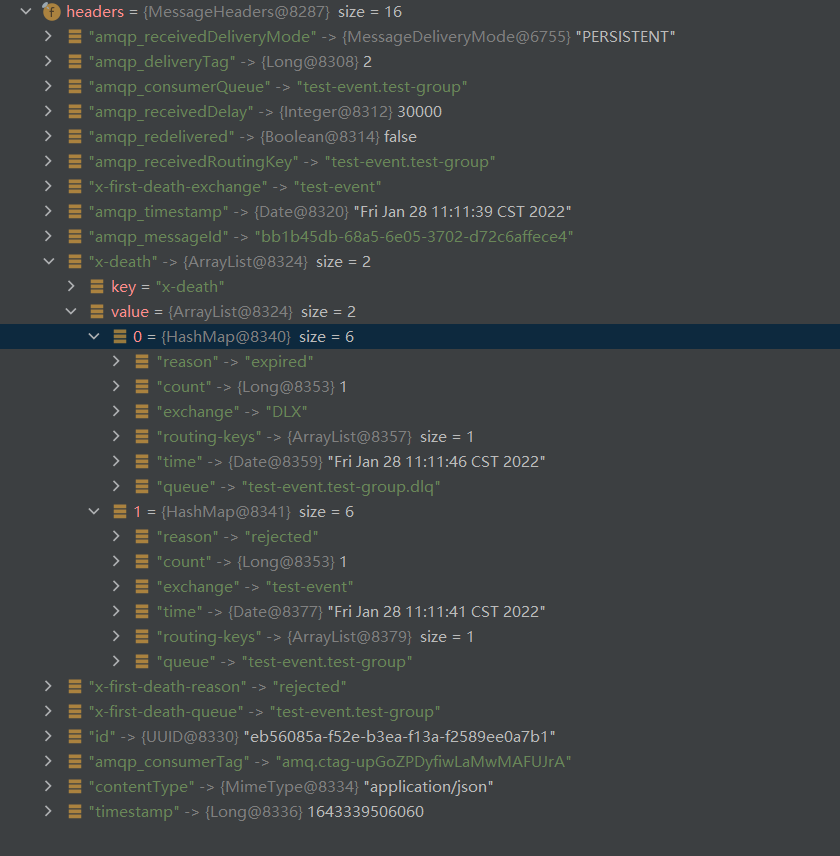 f headers = {MessageHeaders@8287} size = 16
"amqp_receivedDeliveryMode" -> {MessageDeliveryMode@6755} "PERSISTENT"
"amqp_deliveryTag" -> {Long@8308} 2
"amqp_consumerQueue" -> "test-event.test-group"
"amqp_receivedDelay" -> {Integer@8312} 30000
"amqp_redelivered" -> {Boolean@8314} false
"amqp_receivedRoutingKey" -> "test-event.test-group"
"x-first-death-exchange" -> "test-event"
"amqp_timestamp" -> {Date@8320} "Fri Jan 28 11:11:39 CST 2022"
"amqp_messageId" -> "bb1b45db-68a5-6e05-3702-d72c6affece4"
"x-death" -> {ArrayList@8324} size = 2
key = "x-death"
value = {ArrayList@8324} size = 2
0 = {HashMap@8340} size = 6
"reason" -> "expired"
"count" -> {Long@8353} 1
"exchange" -> "DLX"
"routing-keys" -> {ArrayList@8357} size = 1
"time" -> {Date@8359} "Fri Jan 28 11:11:46 CST 2022"
"queue" -> "test-event.test-group.dlq"
1 = {HashMap@8341} size = 6
"reason" -> "rejected"
"count" -> {Long@8353} 1
"exchange" -> "test-event"
"time" -> {Date@8377} "Fri Jan 28 11:11:41 CST 2022"
"routing-keys" -> {ArrayList@8379} size = 1
"queue" -> "test-event.test-group"
"x-first-death-reason" -> "rejected"
"x-first-death-queue" -> "test-event.test-group"
"id" -> {UUID@8330} "eb56085a-f52e-b3ea-f13a-f2589ee0a7b1"
"amqp_consumerTag" -> "amq.ctag-upGoZPDyfiwLaMwMAFUJrA"
"contentType" -> {MimeType@8334} "application/json"
"timestamp" -> {Long@8336} 1643339506060